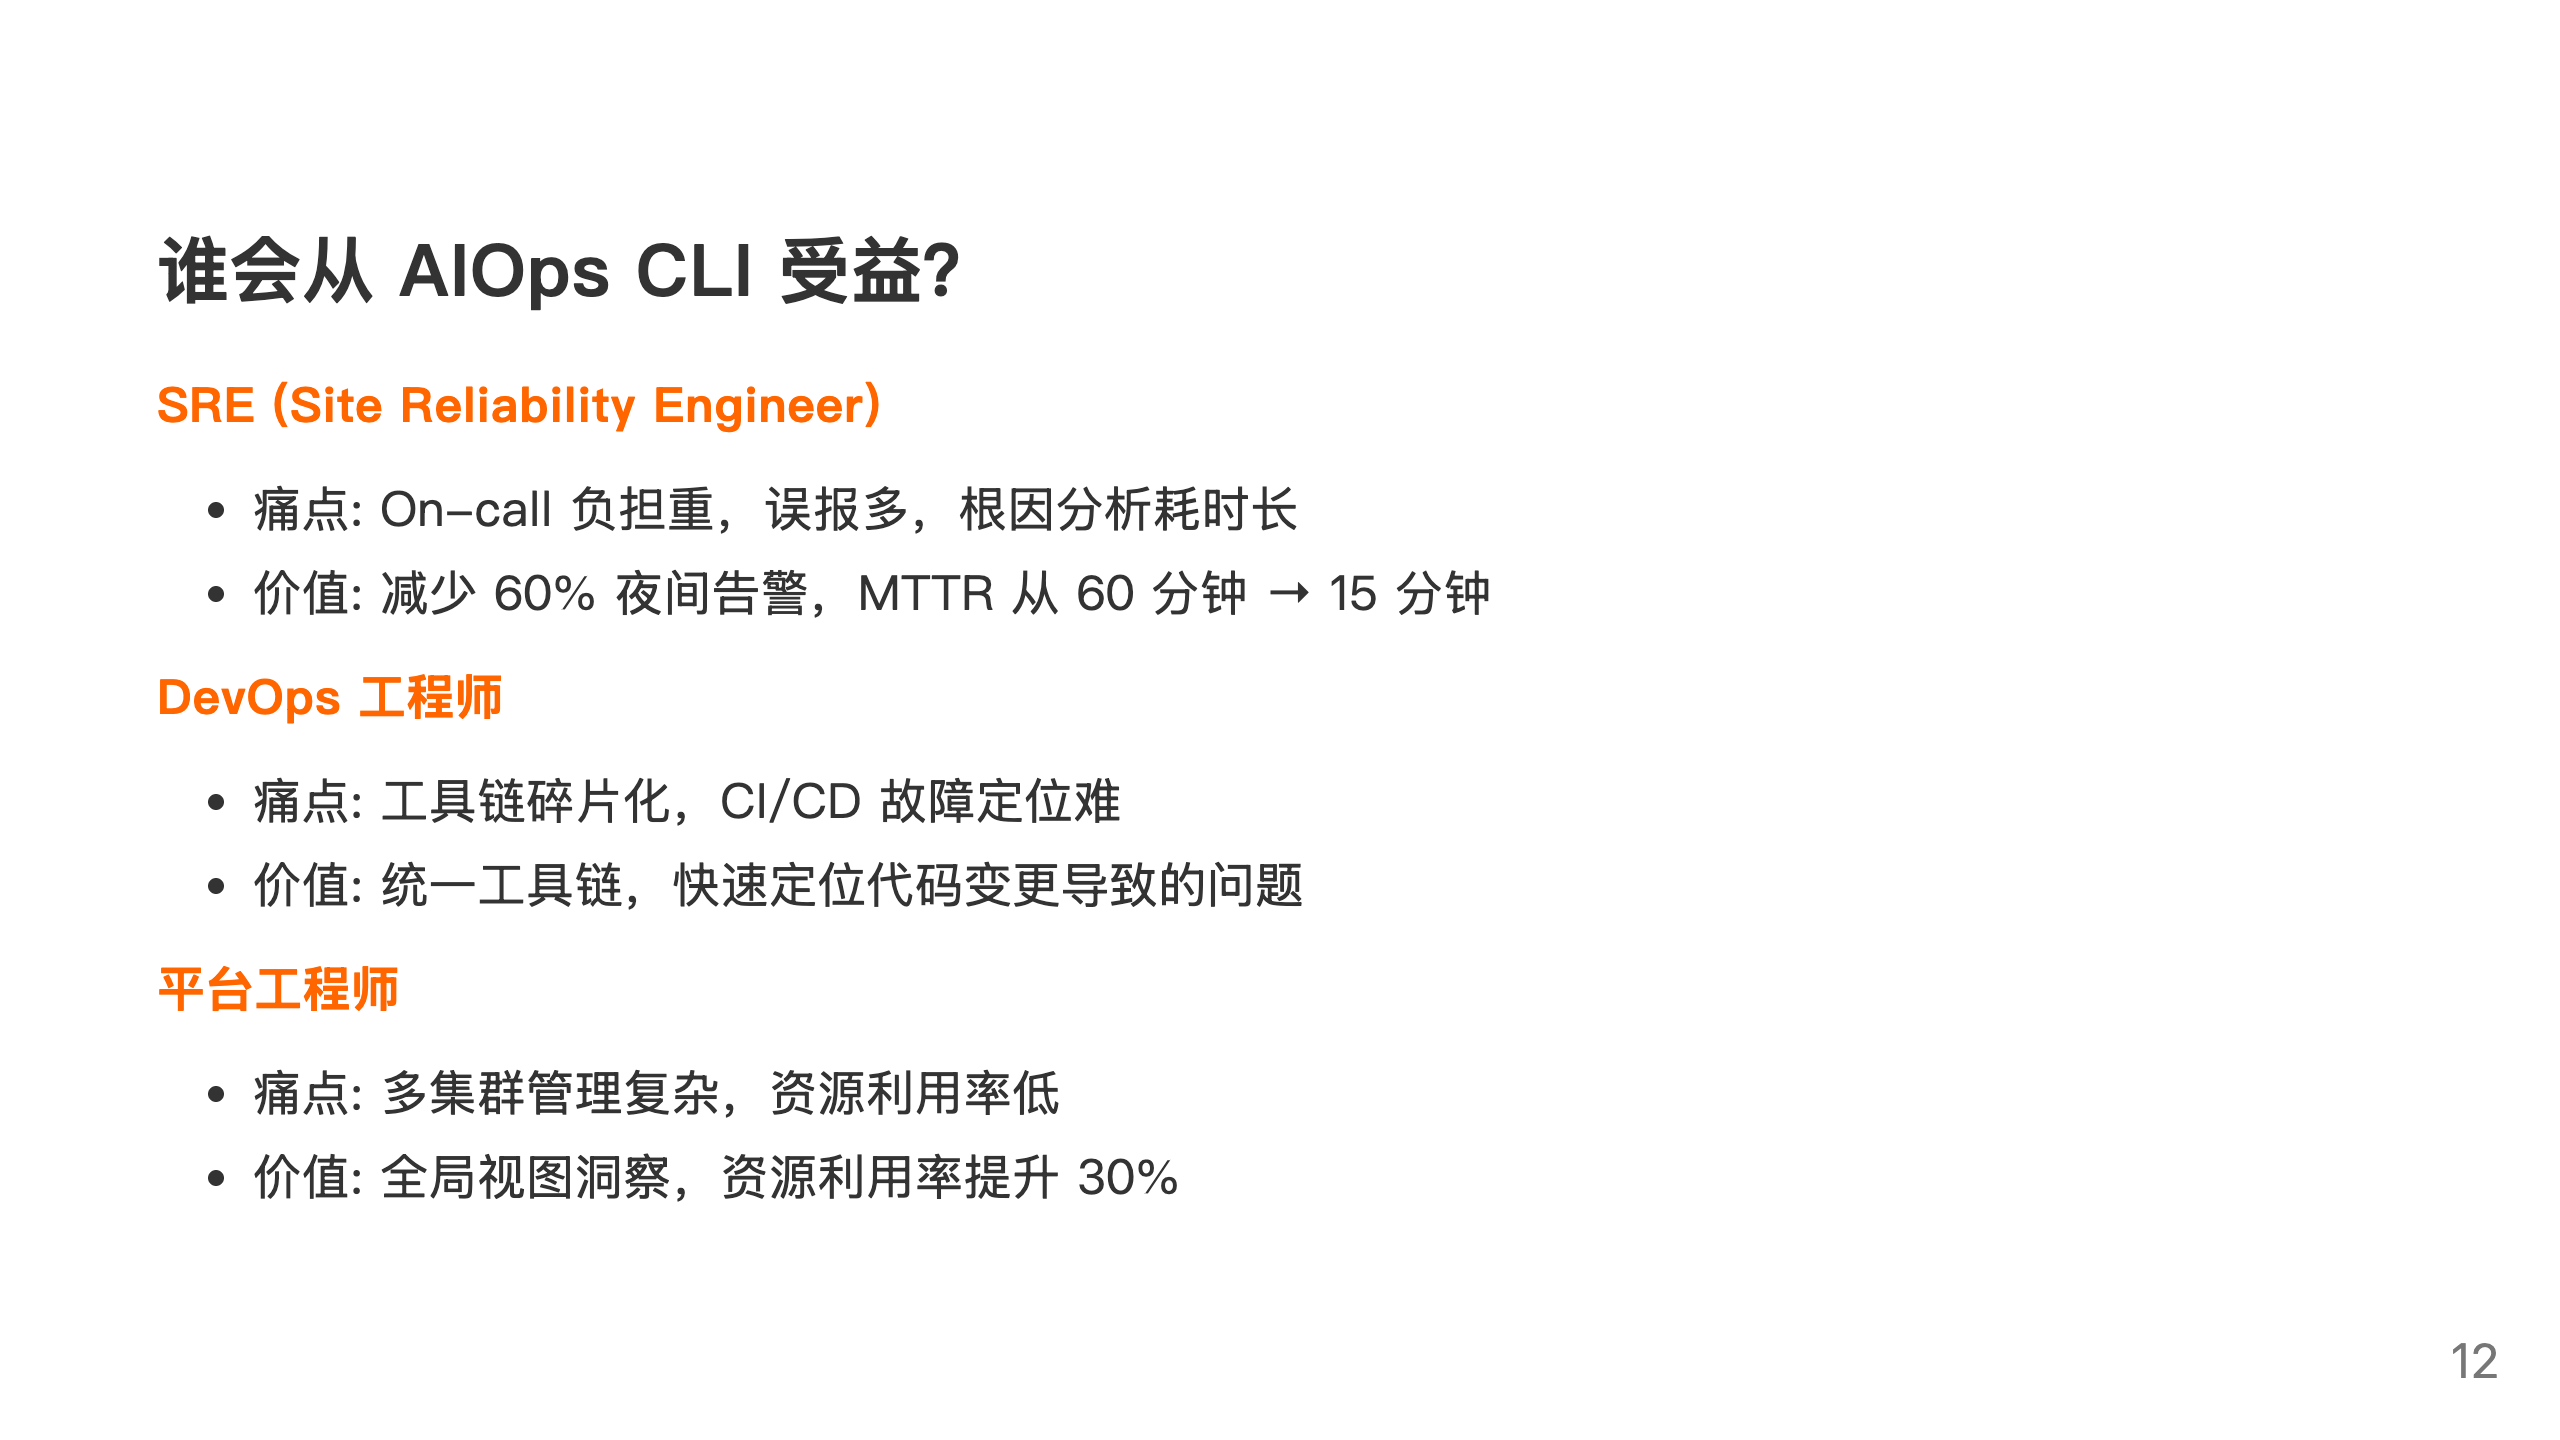 谁会从 AIOps CLI 受益？
SRE (Site Reliability Engineer)
• 痛点: On-call 负担重，误报多，根因分析耗时长
• 价值: 减少 60% 夜间告警，MTTR 从 60 分钟 → 15 分钟
DevOps 工程师
• 痛点: 工具链碎片化，CI/CD 故障定位难
• 价值: 统一工具链，快速定位代码变更导致的问题
平台工程师
• 痛点: 多集群管理复杂，资源利用率低
• 价值: 全局视图洞察，资源利用率提升 30%
12